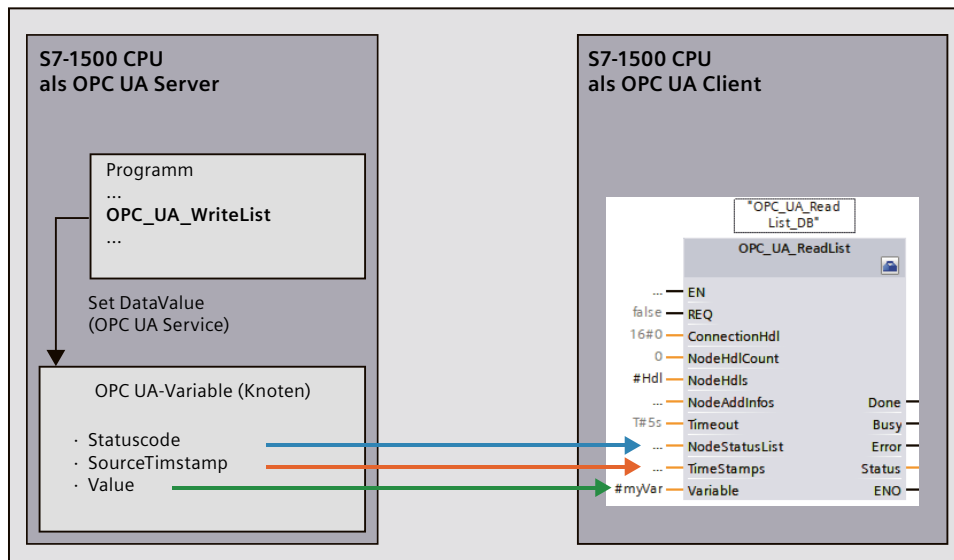 S7-1500 CPU
als OPC UA Server
Programm
...
OPC_UA_WriteList
...
Set DataValue
(OPC UA Service)
OPC UA-Variable (Knoten)
· Statuscode
· SourceTimstamp
· Value
S7-1500 CPU
als OPC UA Client
"OPC_UA_Read
List_DB"
OPC_UA_ReadList
... EN
false REQ
16#0 ConnectionHdl
0 NodeHdlCount
#Hdl NodeHdls
... NodeAddInfos Done
T#5s Timeout Busy
... NodeStatusList Error
... TimeStamps Status
#myVar Variable ENO